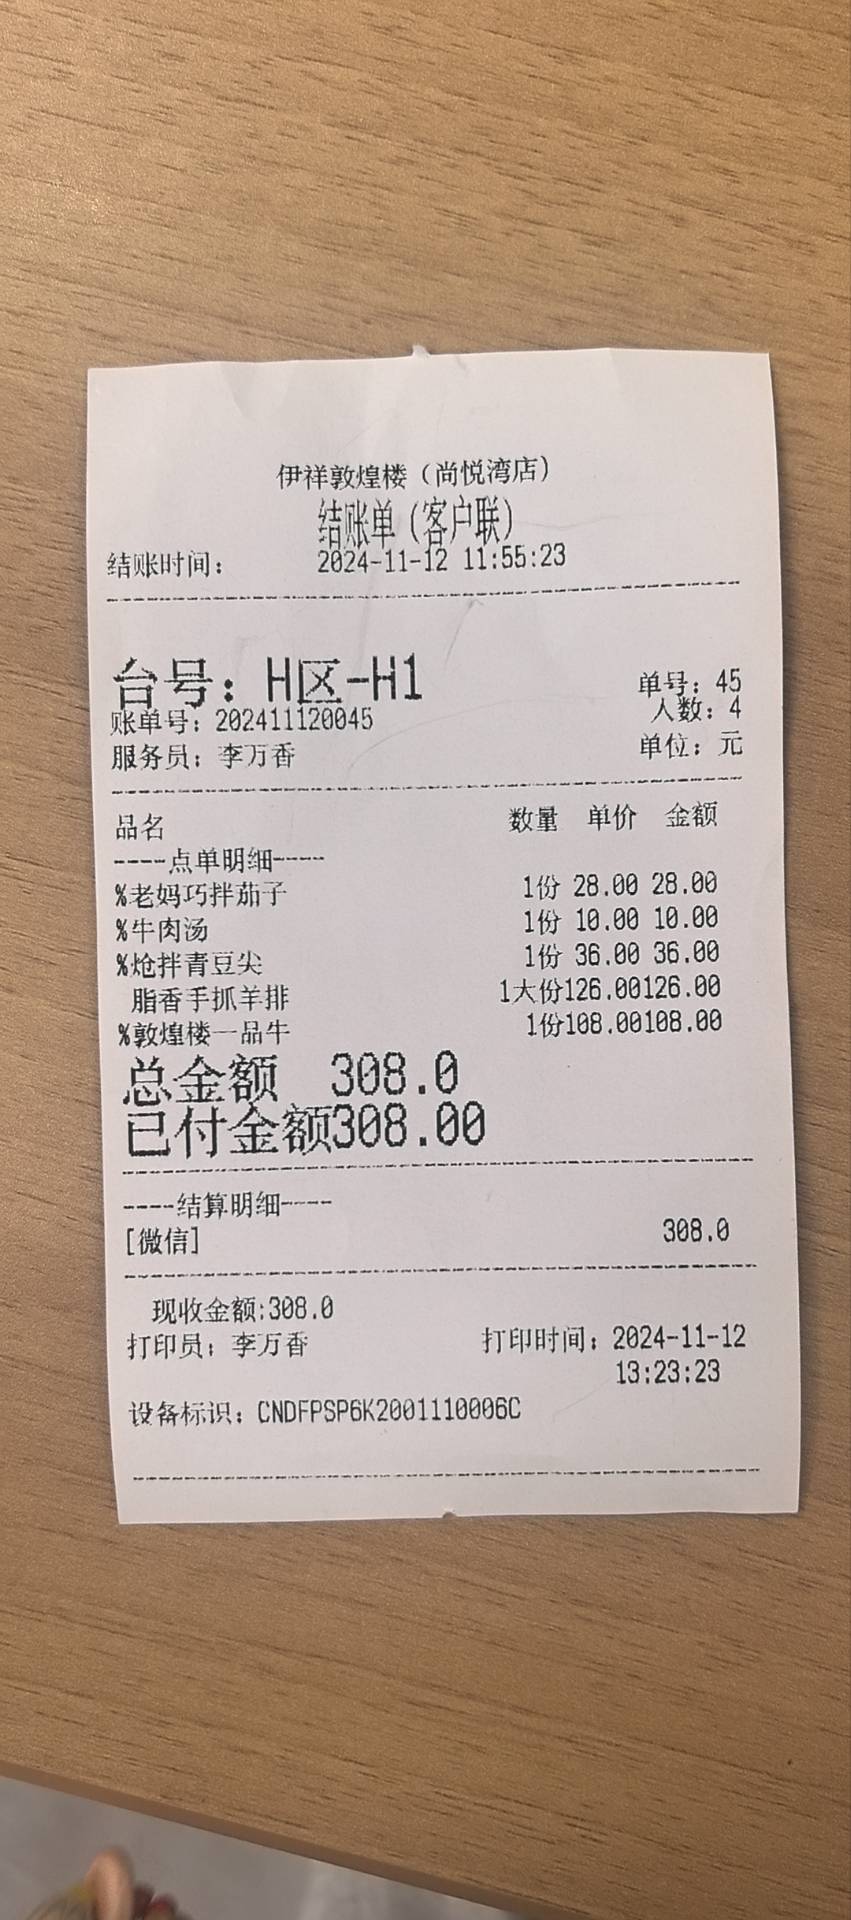 伊祥敦煌楼（尚悦湾店）
结账单（客户联）
结账时间： 2024-11-12 11:55:23
台号：H区-H1
单号：45
账单号：202411120045
人数：4
服务员：李万香
单位：元
品名 数量 单价 金额
----点单明细----
%老妈巧拌茄子 1份 28.00 28.00
%牛肉汤 1份 10.00 10.00
%炝拌青豆尖 1份 36.00 36.00
脂香手抓羊排 1大份126.00126.00
%敦煌楼一品牛 1份108.00108.00
总金额 308.0
已付金额308.00
----结算明细----
[微信] 308.0
现收金额:308.0
打印员：李万香 打印时间：2024-11-12
13:23:23
设备标识：CNDFPSP6K2001110006C